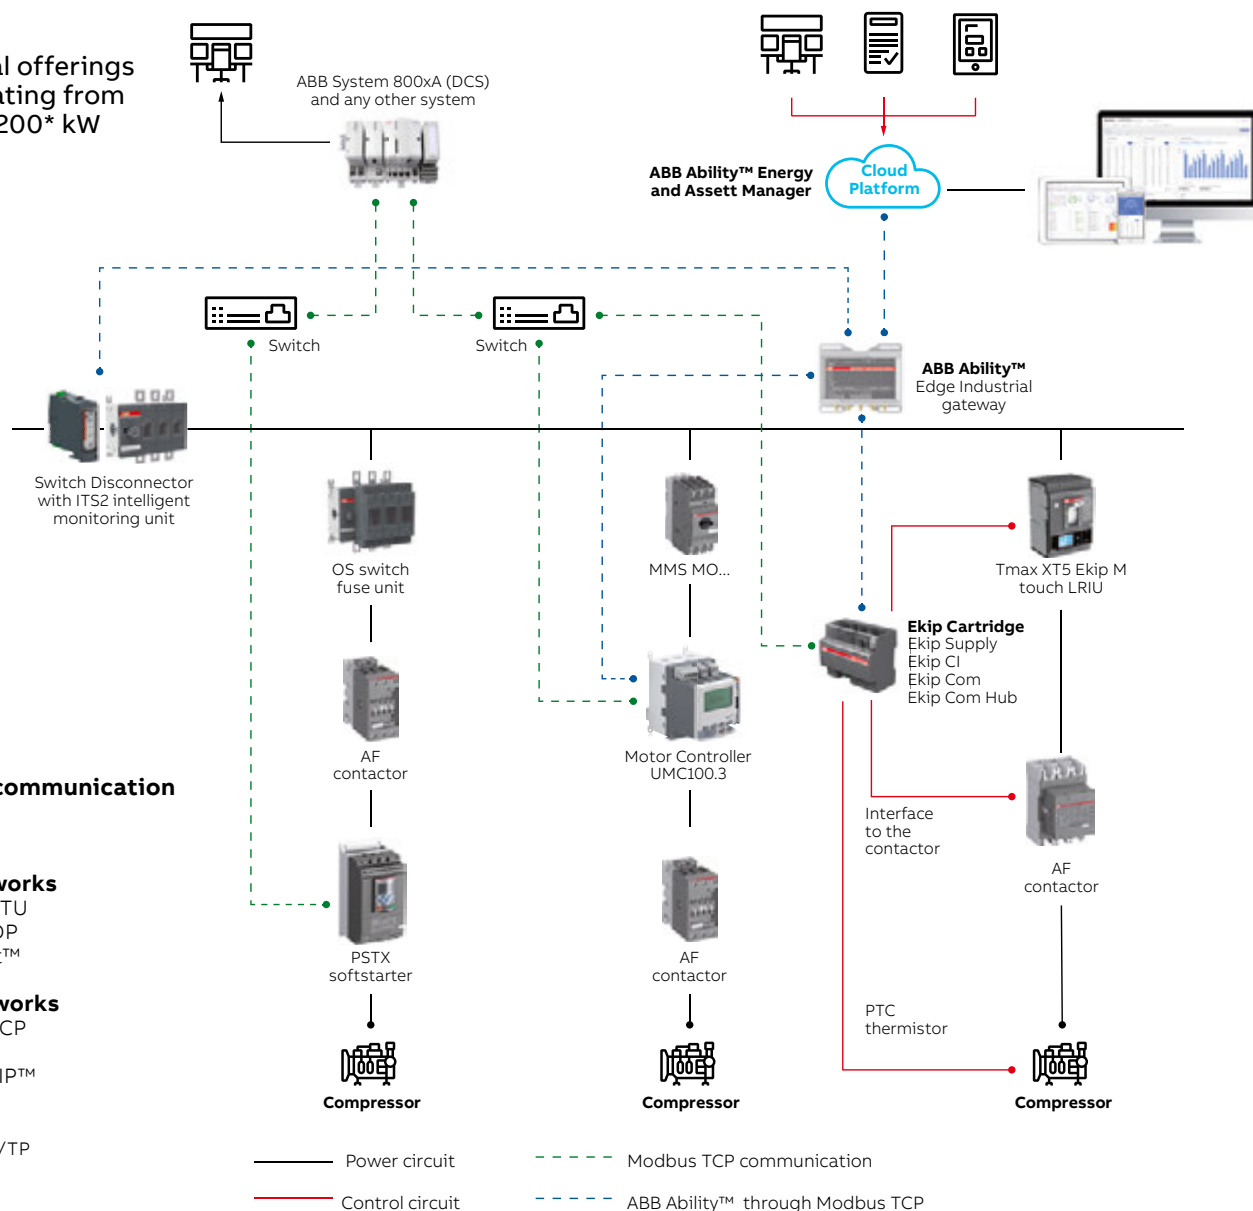 al offerings
ating from
200* kW
ABB System 800xA (DCS)
and any other system
ABB Ability™ Energy
and Assett Manager
Cloud
Platform
Switch
Switch
ABB Ability™
Edge Industrial
gateway
Switch Disconnector
with ITS2 intelligent
monitoring unit
OS switch
fuse unit
MMS MO...
Tmax XT5 Ekip M
touch LRIU
Ekip Cartridge
Ekip Supply
Ekip CI
Ekip Com
Ekip Com Hub
AF
contactor
Motor Controller
UMC100.3
communication
Interface
to the
contactor
AF
contactor
works
TU
DP
™
PSTX
softstarter
AF
contactor
works
CP
IP™
/TP
PTC
thermistor
Compressor
Compressor
Compressor
Power circuit
Modbus TCP communication
Control circuit
ABB Ability™ through Modbus TCP